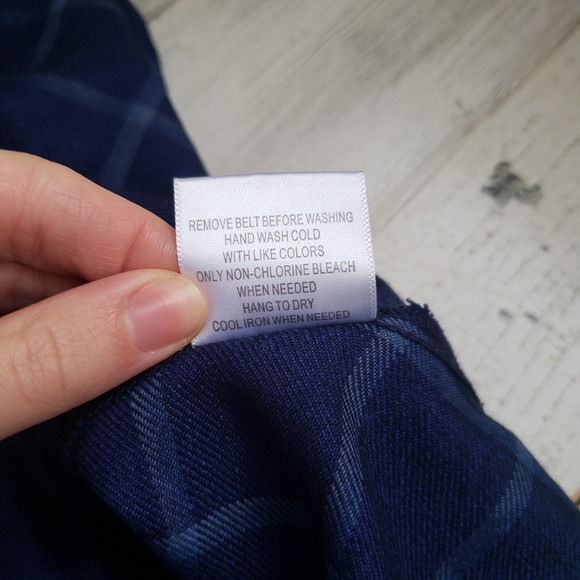 REMOVE BELT BEFORE WASHING
HAND WASH COLD
WITH LIKE COLORS
ONLY NON-CHLORINE BLEACH
WHEN NEEDED
HANG TO DRY
COOL IRON WHEN NEEDED